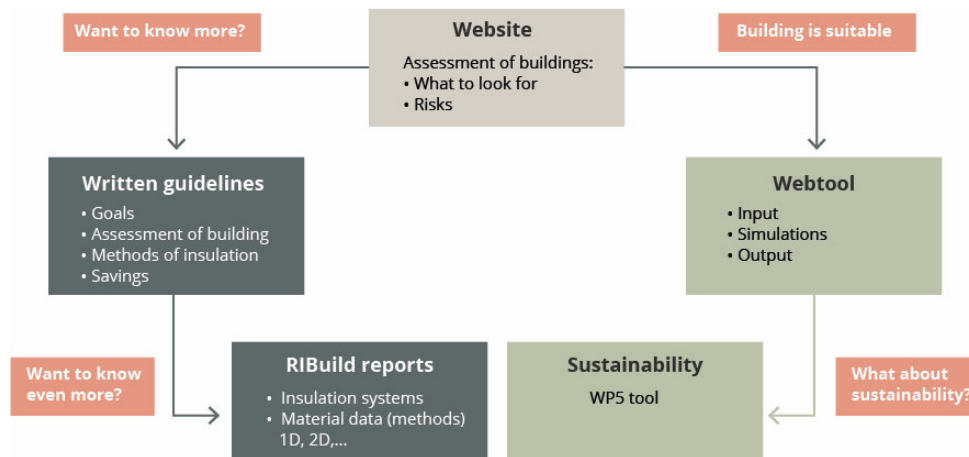 Want to know more?
Website
Building is suitable
Assessment of buildings:
• What to look for
• Risks
Written guidelines
• Goals
• Assessment of building
• Methods of insulation
• Savings
Webtool
• Input
• Simulations
• Output
Want to know
even more?
RIBuild reports
• Insulation systems
• Material data (methods)
1D, 2D,...
Sustainability
WP5 tool
What about
sustainability?